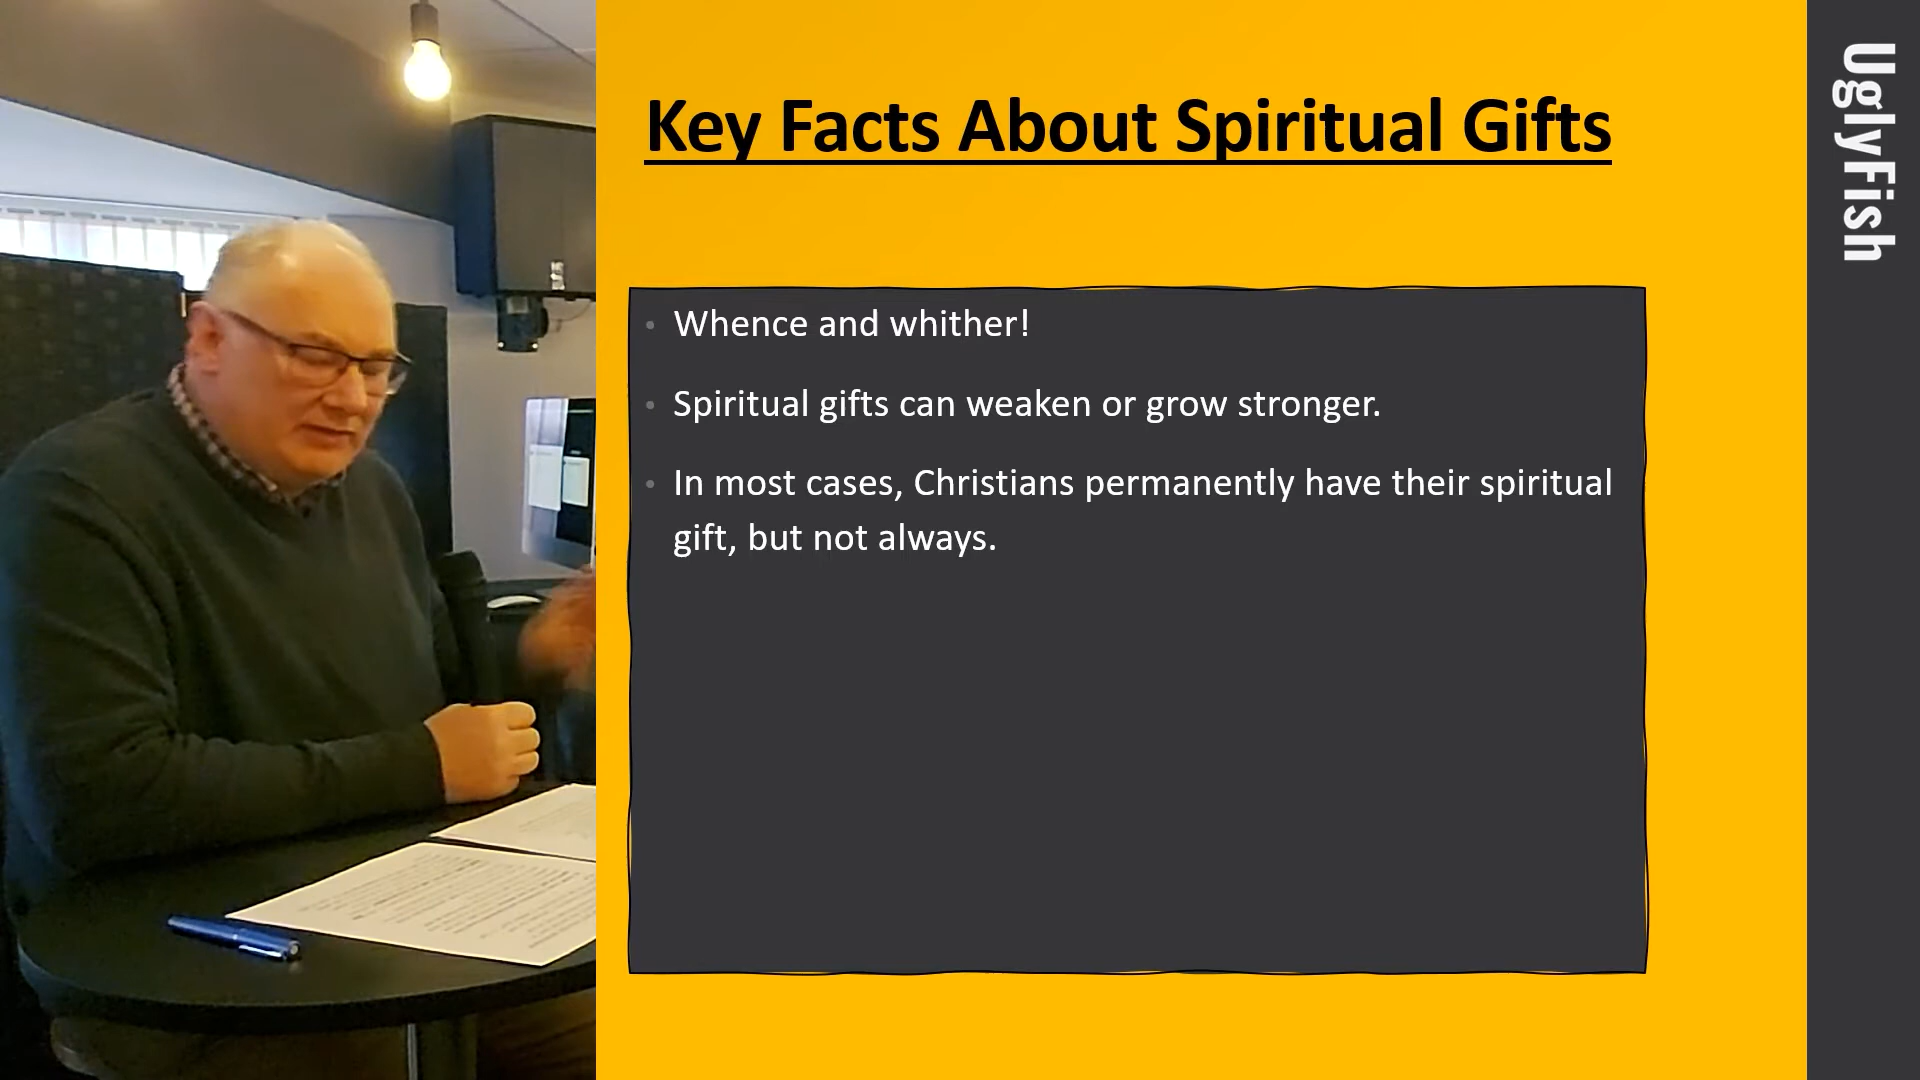 Key Facts About Spiritual Gifts
Whence and whither!
Spiritual gifts can weaken or grow stronger.
In most cases, Christians permanently have their spiritual
gift, but not always.
UglyFish